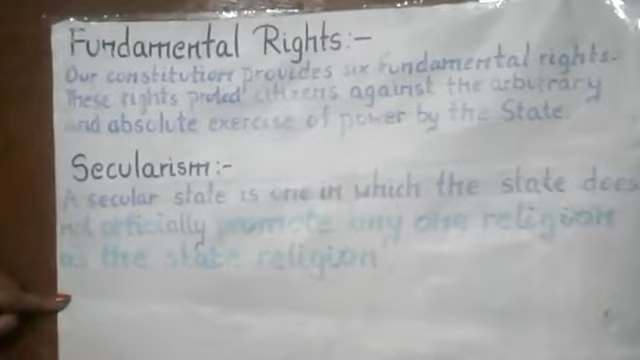 Fundamental Rights:-
Our constitution provides six fundamental rights.
These rights protect citizens against the arbitrary
and absolute exercise of power by the State.
Secularism:-
A secular state is one in which the state does
not officially promote any one religion
as the state religion